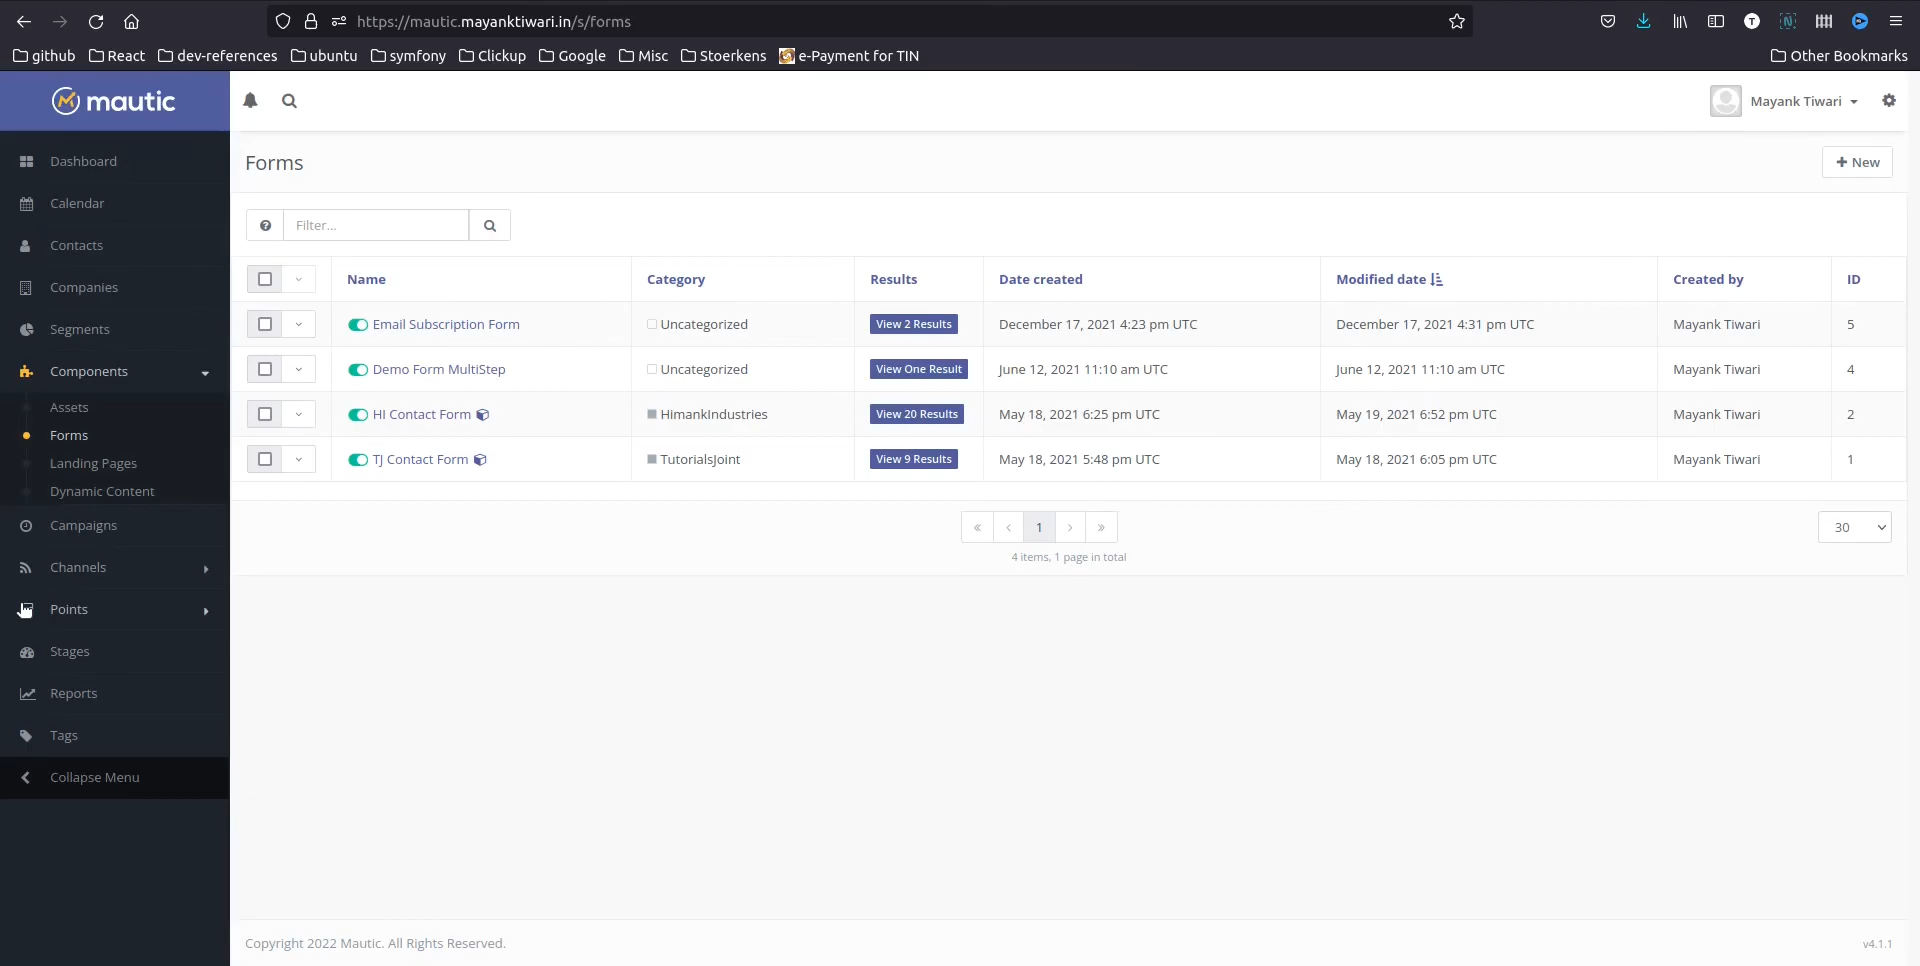 https://mautic.mayanktiwari.in/s/forms
github React dev-references ubuntu symfony Clickup Google Misc Stoerkens e-Payment for TIN Other Bookmarks
mautic
Mayank Tiwari
Dashboard
Calendar
Contacts
Companies
Segments
Components
Assets
Forms
Landing Pages
Dynamic Content
Campaigns
Channels
Points
Stages
Reports
Tags
Collapse Menu
Forms
+ New
Filter...
Name Category Results Date created Modified date Created by ID
Email Subscription Form Uncategorized View 2 Results December 17, 2021 4:23 pm UTC December 17, 2021 4:31 pm UTC Mayank Tiwari 5
Demo Form MultiStep Uncategorized View One Result June 12, 2021 11:10 am UTC June 12, 2021 11:10 am UTC Mayank Tiwari 4
HI Contact Form HimankIndustries View 20 Results May 18, 2021 6:25 pm UTC May 19, 2021 6:52 pm UTC Mayank Tiwari 2
TJ Contact Form TutorialsJoint View 9 Results May 18, 2021 5:48 pm UTC May 18, 2021 6:05 pm UTC Mayank Tiwari 1
« ‹ 1 › »
30
4 items, 1 page in total
Copyright 2022 Mautic. All Rights Reserved.
v4.1.1